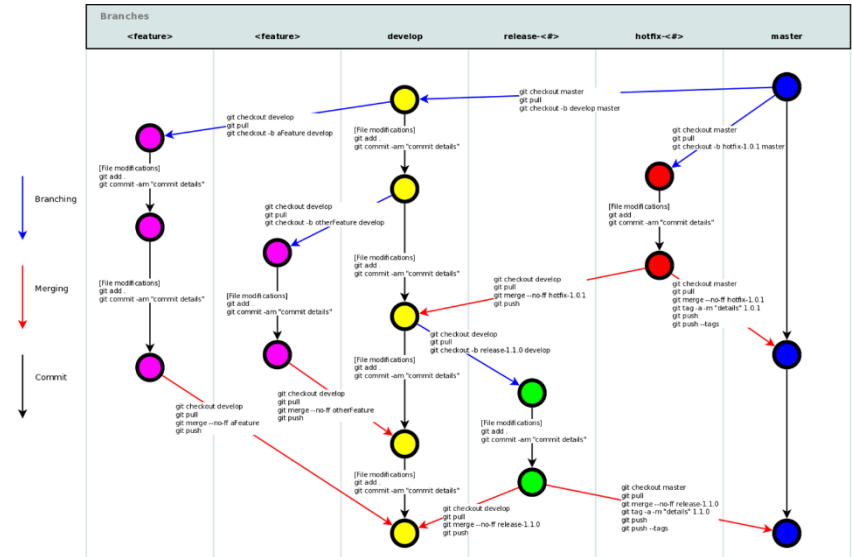 Branches
<feature>
<feature>
develop
release-<#>
hotfix-<#>
master
git checkout master
git pull
git checkout -b develop master
git checkout develop
git pull
git checkout -b aFeature develop
[File modifications]
git add .
git commit -am "commit details"
git checkout master
git pull
git checkout -b hotfix-1.0.1 master
[File modifications]
git add .
git commit -am "commit details"
Branching
git checkout develop
git pull
git checkout -b otherFeature develop
[File modifications]
git add .
git commit -am "commit details"
[File modifications]
git add .
git commit -am "commit details"
Merging
[File modifications]
git add .
git commit -am "commit details"
[File modifications]
git add .
git commit -am "commit details"
git checkout develop
git pull
git merge --no-ff hotfix-1.0.1
git push
git checkout master
git pull
git merge --no-ff hotfix-1.0.1
git tag -a -m "details" 1.0.1
git push
git push --tags
git checkout develop
git pull
git checkout -b release-1.1.0 develop
Commit
[File modifications]
git add .
git commit -am "commit details"
git checkout develop
git pull
git merge --no-ff aFeature
git push
git checkout develop
git pull
git merge --no-ff otherFeature
git push
[File modifications]
git add .
git commit -am "commit details"
[File modifications]
git add .
git commit -am "commit details"
git checkout develop
git pull
git merge --no-ff release-1.1.0
git push
git checkout master
git pull
git merge --no-ff release-1.1.0
git tag -a -m "details" 1.1.0
git push
git push --tags